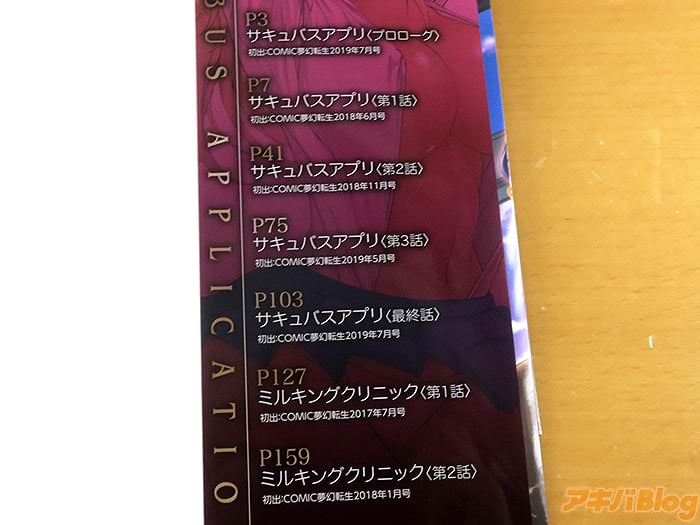 BUS APPLICATIO
P3
サキュバスアプリ〈プロローグ〉
初出:COMIC夢幻転生2019年7月号
P7
サキュバスアプリ〈第1話〉
初出:COMIC夢幻転生2018年6月号
P41
サキュバスアプリ〈第2話〉
初出:COMIC夢幻転生2018年11月号
P75
サキュバスアプリ〈第3話〉
初出:COMIC夢幻転生2019年5月号
P103
サキュバスアプリ〈最終話〉
初出:COMIC夢幻転生2019年7月号
P127
ミルキングクリニック〈第1話〉
初出:COMIC夢幻転生2017年7月号
P159
ミルキングクリニック〈第2話〉
初出:COMIC夢幻転生2018年1月号
アキバBlog